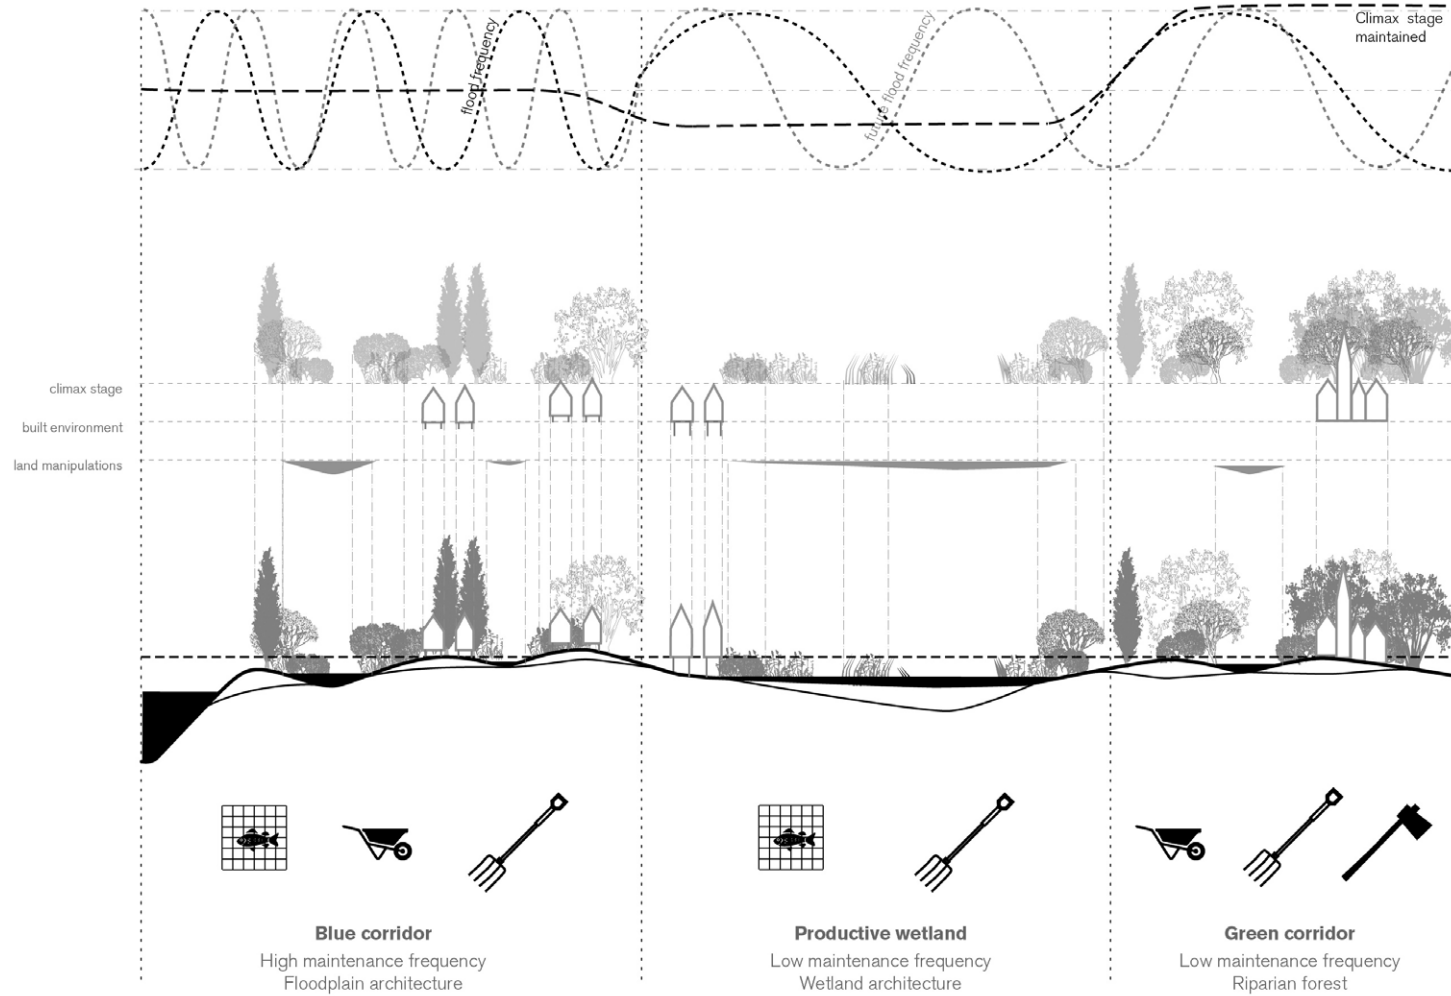 Climax stage
maintained
flood frequency
future flood frequency
climax stage
built environment
land manipulations
Blue corridor
High maintenance frequency
Floodplain architecture
Productive wetland
Low maintenance frequency
Wetland architecture
Green corridor
Low maintenance frequency
Riparian forest